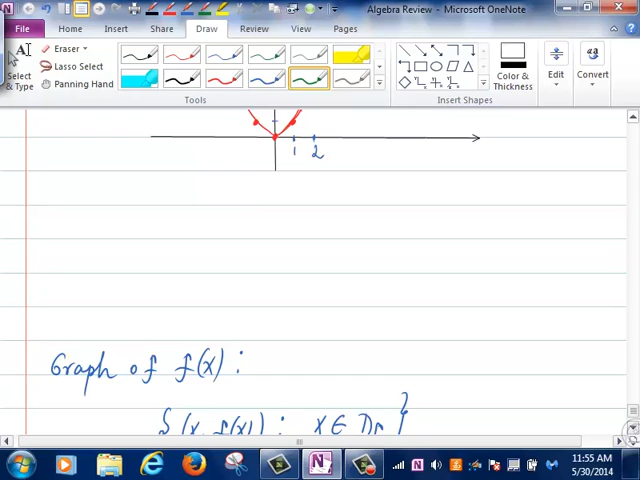 Algebra Review - Microsoft OneNote
File Home Insert Share Draw History Review View Pages
Select & Type
Eraser
Lasso Select
Panning Hand
Tools
Insert Shapes
Color & Thickness
Edit
Convert
1 2
Graph of f(x) :
{ (x, f(x)) : x ∈ D
11:55 AM
5/30/2014